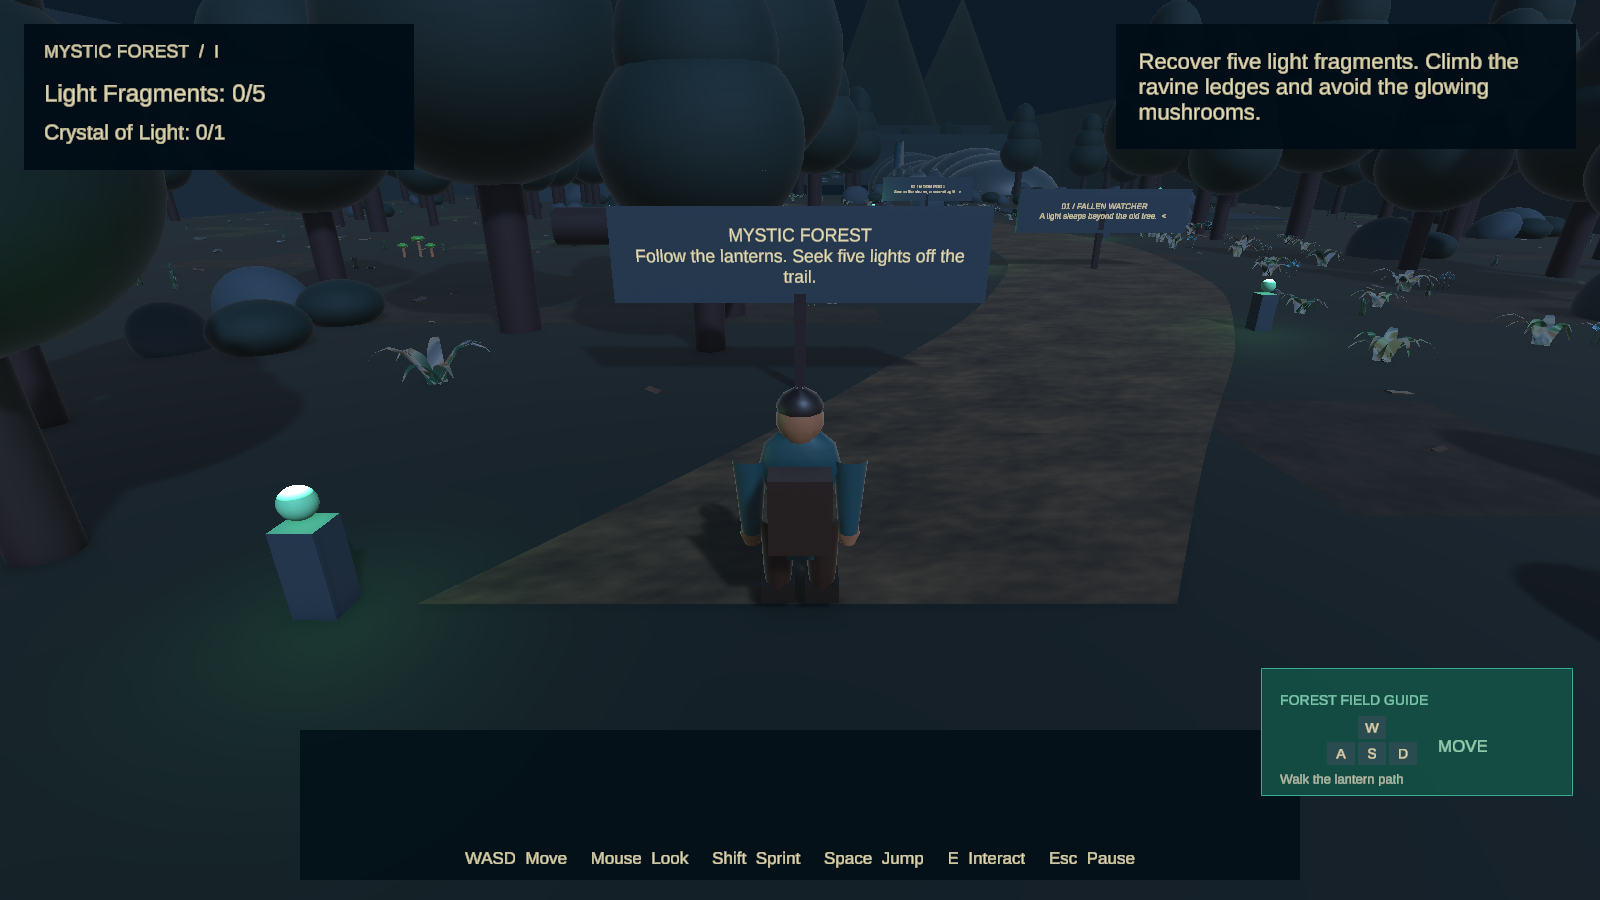 MYSTIC FOREST / I
Light Fragments: 0/5
Crystal of Light: 0/1
Recover five light fragments. Climb the
ravine ledges and avoid the glowing
mushrooms.
01 / FALLEN WATCHER
A light sleeps beyond the old tree. <
MYSTIC FOREST
Follow the lanterns. Seek five lights off the
trail.
FOREST FIELD GUIDE
W
A S D MOVE
Walk the lantern path
WASD Move Mouse Look Shift Sprint Space Jump E Interact Esc Pause